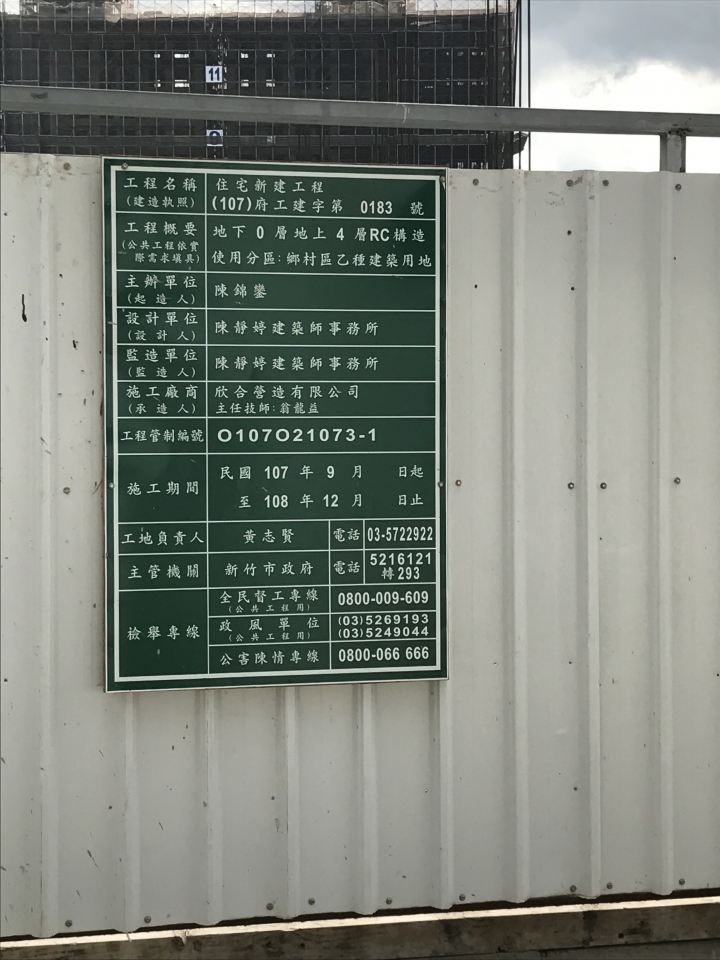 11
9
工程名稱
(建造執照)
住宅新建工程
(107)府工建字第 0183 號
工程概要
(公共工程依實
際需求填具)
地下 0 層地上 4 層RC構造
使用分區:鄉村區乙種建築用地
主辦單位
(起造人)
陳錦鑾
設計單位
(設計人)
陳靜婷建築師事務所
監造單位
(監造人)
陳靜婷建築師事務所
施工廠商
(承造人)
欣合營造有限公司
主任技師:翁龍益
工程管制編號
O107O21073-1
施工期間
民國 107 年 9 月 日起
至 108 年 12 月 日止
工地負責人
黃志賢
電話
03-5722922
主管機關
新竹市政府
電話
5216121
轉293
檢舉專線
全民督工專線
(公共工程用)
0800-009-609
政風單位
(公共工程用)
(03)5269193
(03)5249044
公害陳情專線
0800-066 666